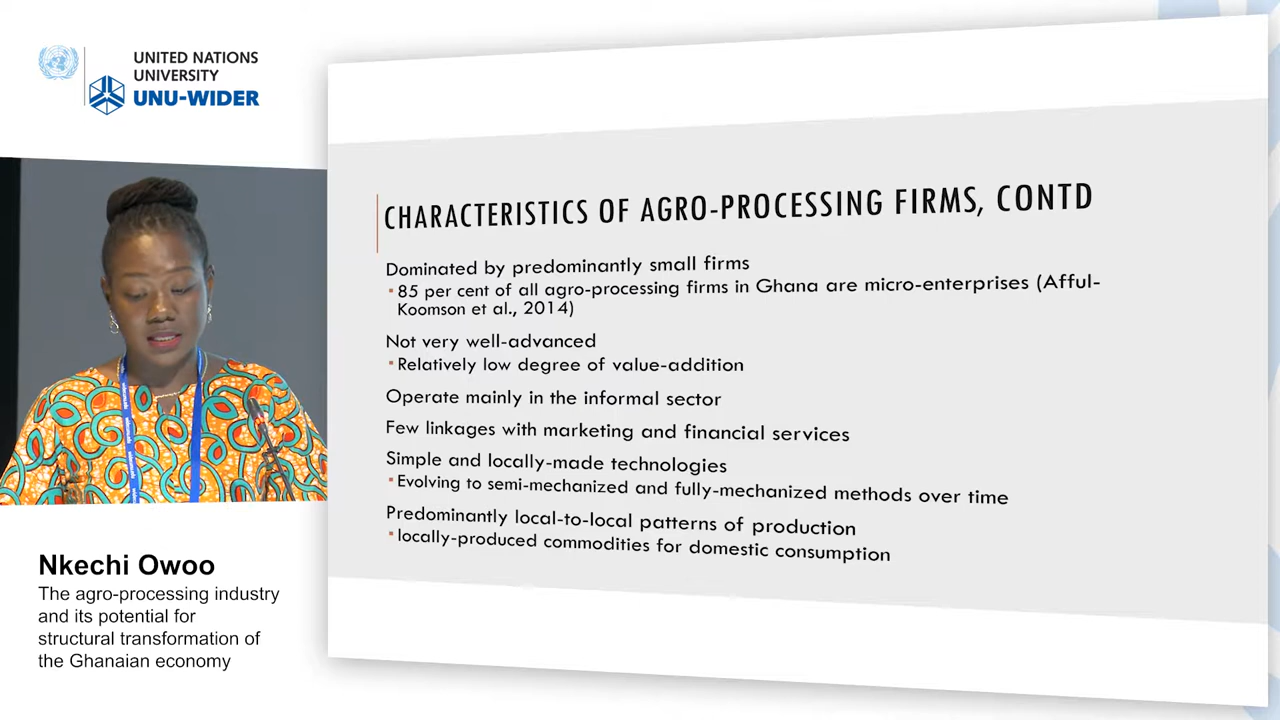 UNITED NATIONS
UNIVERSITY
UNU-WIDER
CHARACTERISTICS OF AGRO-PROCESSING FIRMS, CONTD
Dominated by predominantly small firms
▪ 85 per cent of all agro-processing firms in Ghana are micro-enterprises (Afful-
Koomson et al., 2014)
Not very well-advanced
▪ Relatively low degree of value-addition
Operate mainly in the informal sector
Few linkages with marketing and financial services
Simple and locally-made technologies
▪ Evolving to semi-mechanized and fully-mechanized methods over time
Predominantly local-to-local patterns of production
▪ locally-produced commodities for domestic consumption
Nkechi Owoo
The agro-processing industry
and its potential for
structural transformation of
the Ghanaian economy